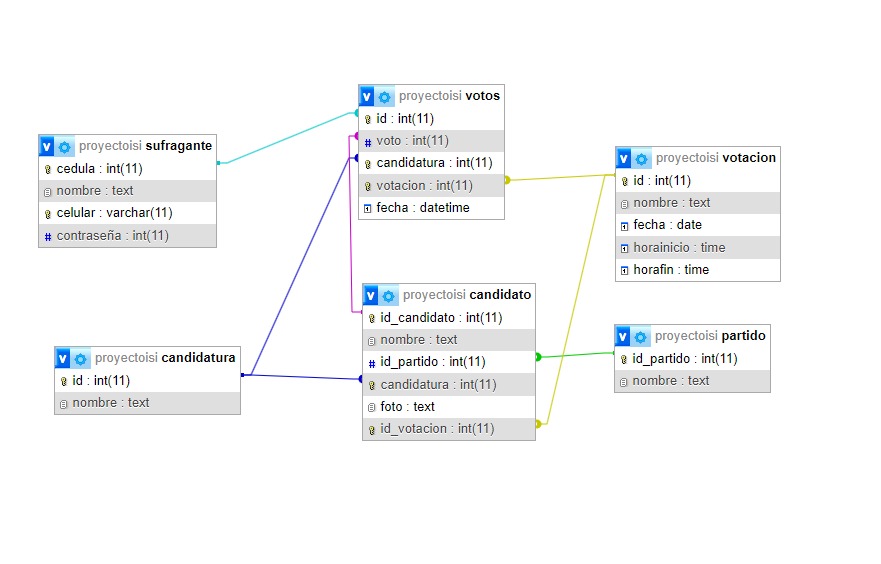 proyectoisi votos
id : int(11)
voto : int(11)
candidatura : int(11)
votacion : int(11)
fecha : datetime
proyectoisi sufragante
cedula : int(11)
nombre : text
celular : varchar(11)
contraseña : int(11)
proyectoisi votacion
id : int(11)
nombre : text
fecha : date
horainicio : time
horafin : time
proyectoisi candidato
id_candidato : int(11)
nombre : text
id_partido : int(11)
candidatura : int(11)
foto : text
id_votacion : int(11)
proyectoisi partido
id_partido : int(11)
nombre : text
proyectoisi candidatura
id : int(11)
nombre : text